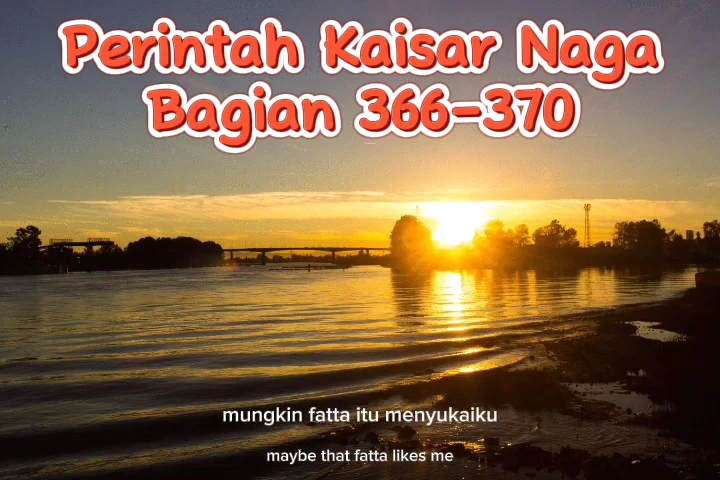 Perintah Kaisar Naga
Bagian 366-370
mungkin fatta itu menyukaiku
maybe that fatta likes me